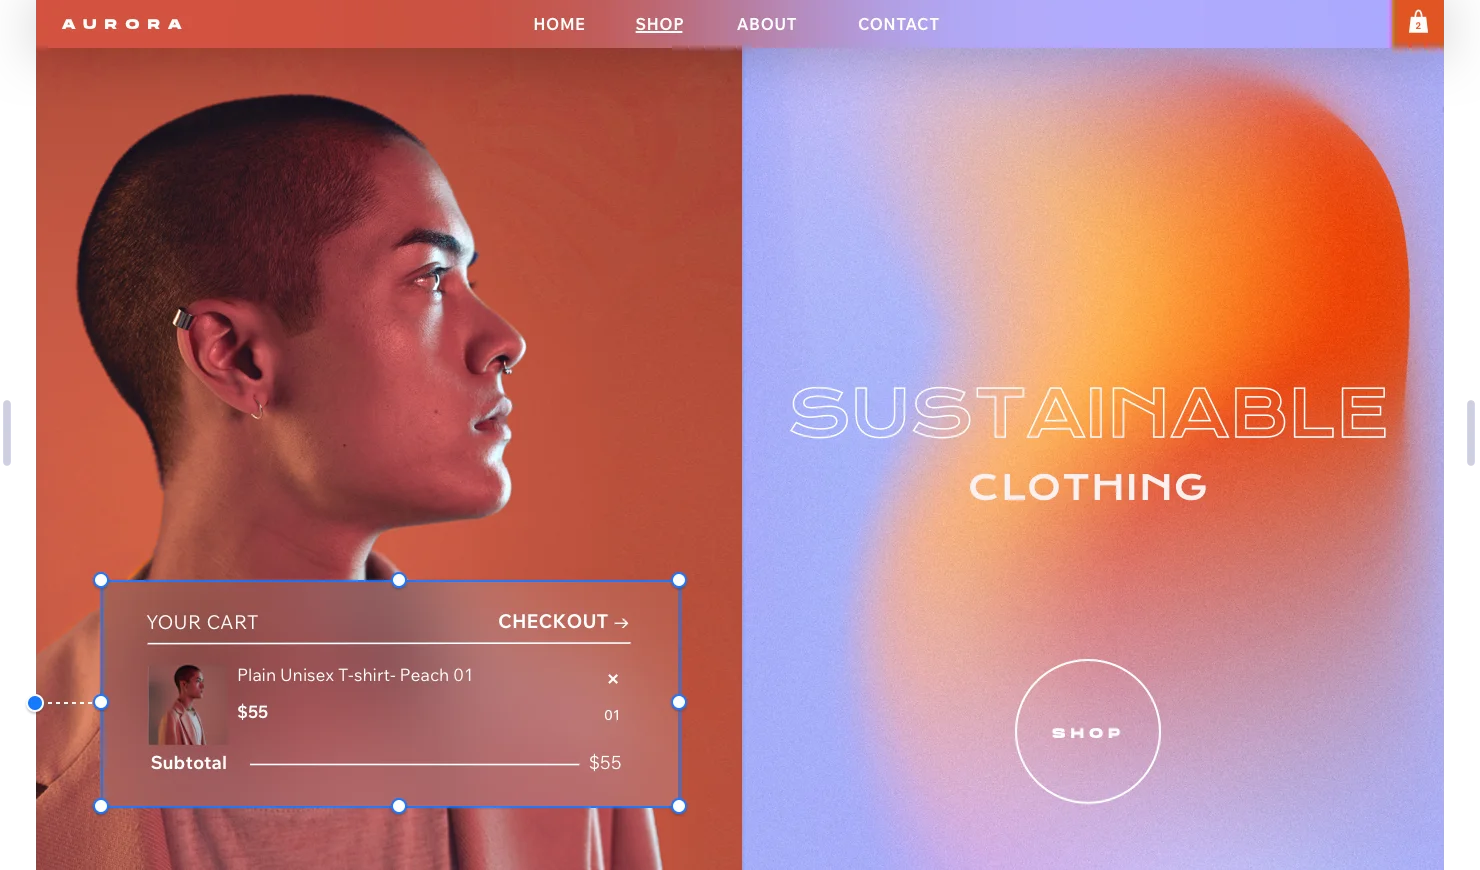 AURORA
HOME SHOP ABOUT CONTACT
2
SUSTAINABLE
CLOTHING
YOUR CART CHECKOUT →
Plain Unisex T-shirt- Peach 01 ×
$55 01
Subtotal $55
SHOP